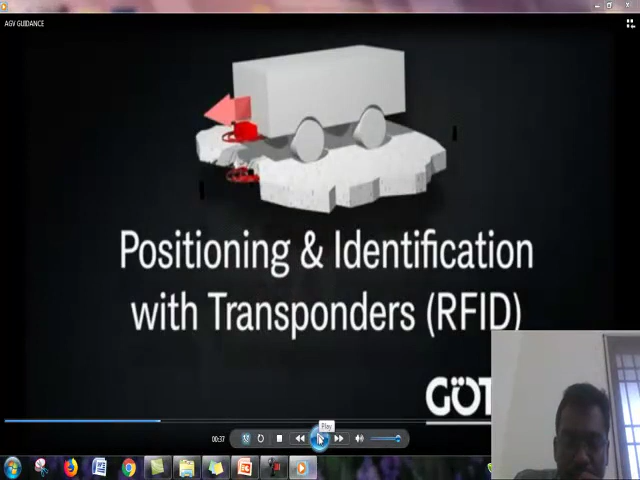 AGV GUIDANCE
Positioning & Identification
with Transponders (RFID)
GÖT
Play
00:37